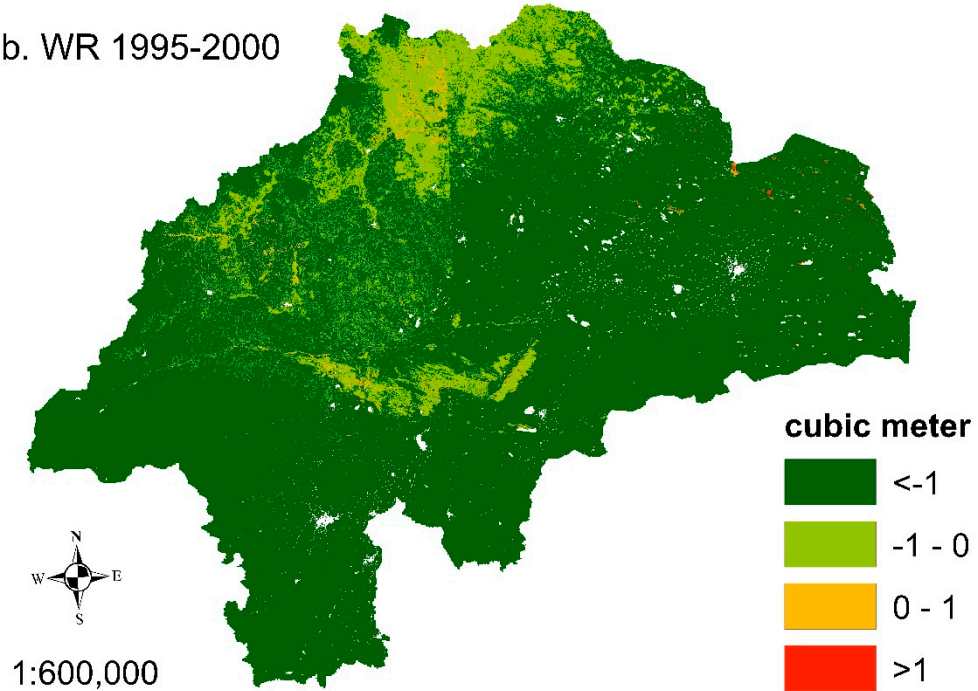 b. WR 1995-2000
cubic meter
<-1
-1 - 0
0 - 1
>1
N
W E
S
1:600,000